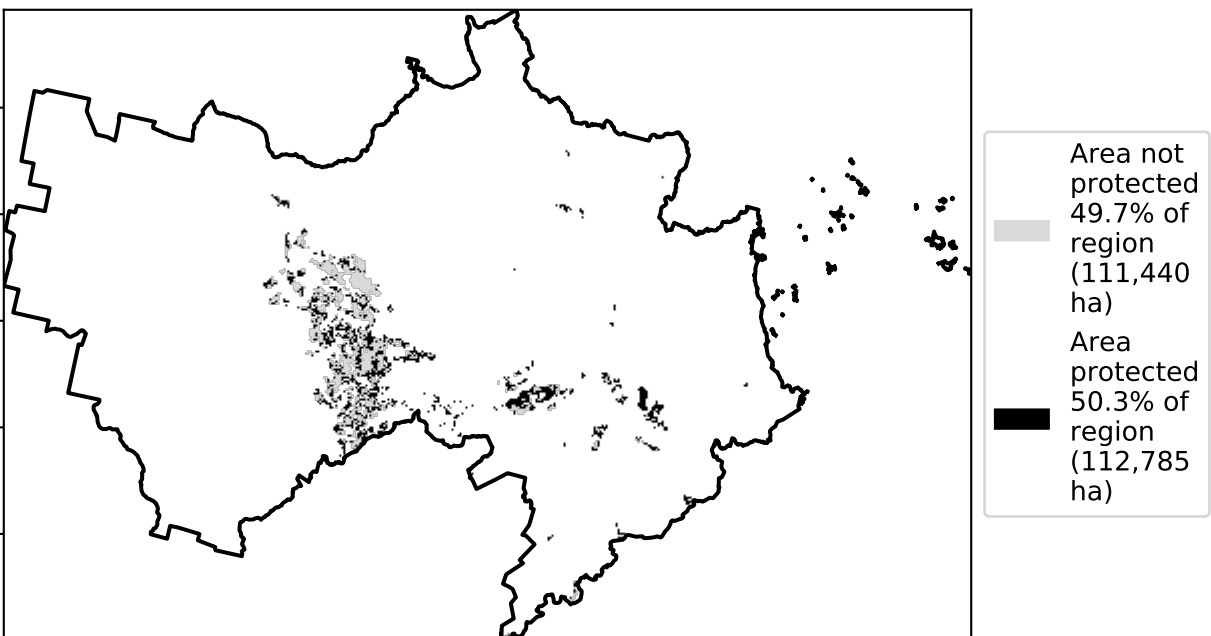 Area not
protected
49.7% of
region
(111,440
ha)
Area
protected
50.3% of
region
(112,785
ha)